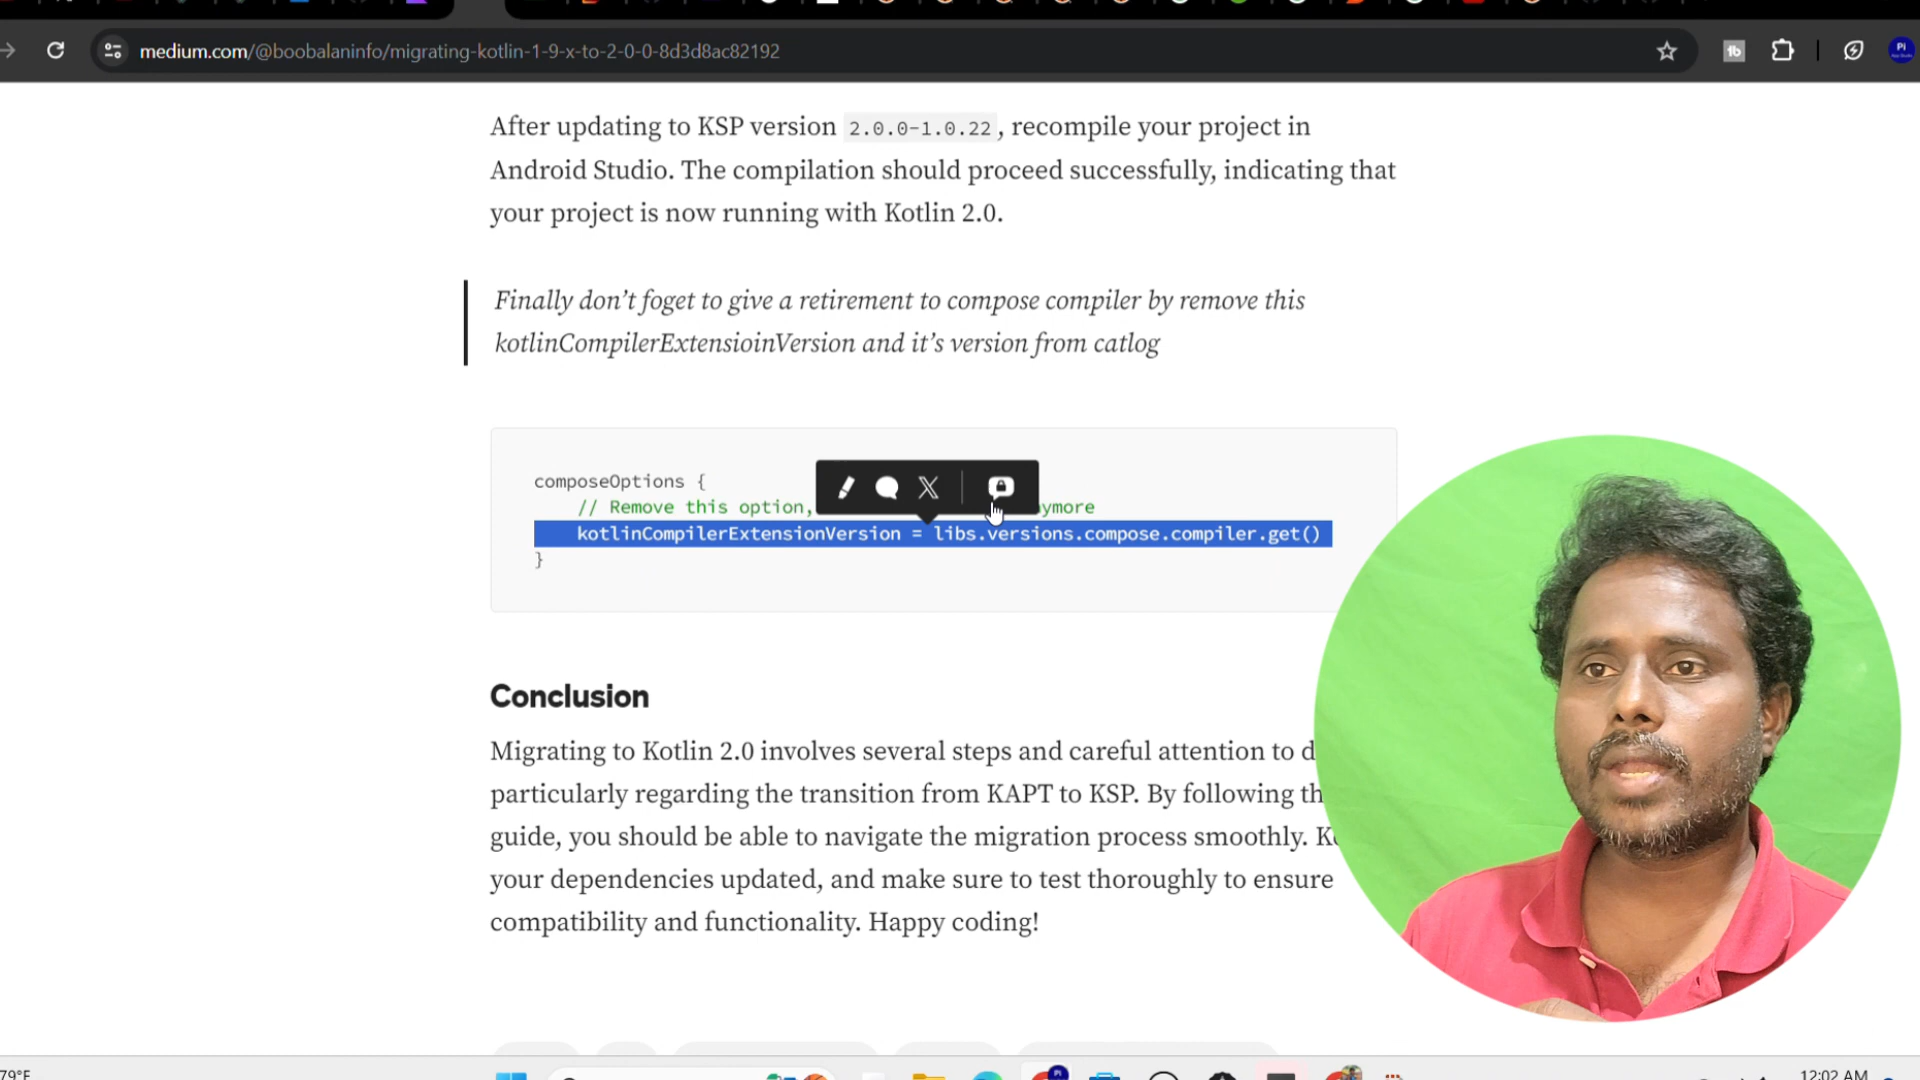 medium.com/@boobalaninfo/migrating-kotlin-1-9-x-to-2-0-0-8d3d8ac82192
After updating to KSP version 2.0.0-1.0.22, recompile your project in
Android Studio. The compilation should proceed successfully, indicating that
your project is now running with Kotlin 2.0.
Finally don't foget to give a retirement to compose compiler by remove this
kotlinCompilerExtensioinVersion and it's version from catlog
composeOptions {
// Remove this option, ymore
kotlinCompilerExtensionVersion = libs.versions.compose.compiler.get()
}
Conclusion
Migrating to Kotlin 2.0 involves several steps and careful attention to d
particularly regarding the transition from KAPT to KSP. By following th
guide, you should be able to navigate the migration process smoothly. K
your dependencies updated, and make sure to test thoroughly to ensure
compatibility and functionality. Happy coding!
79°F
12:02 AM